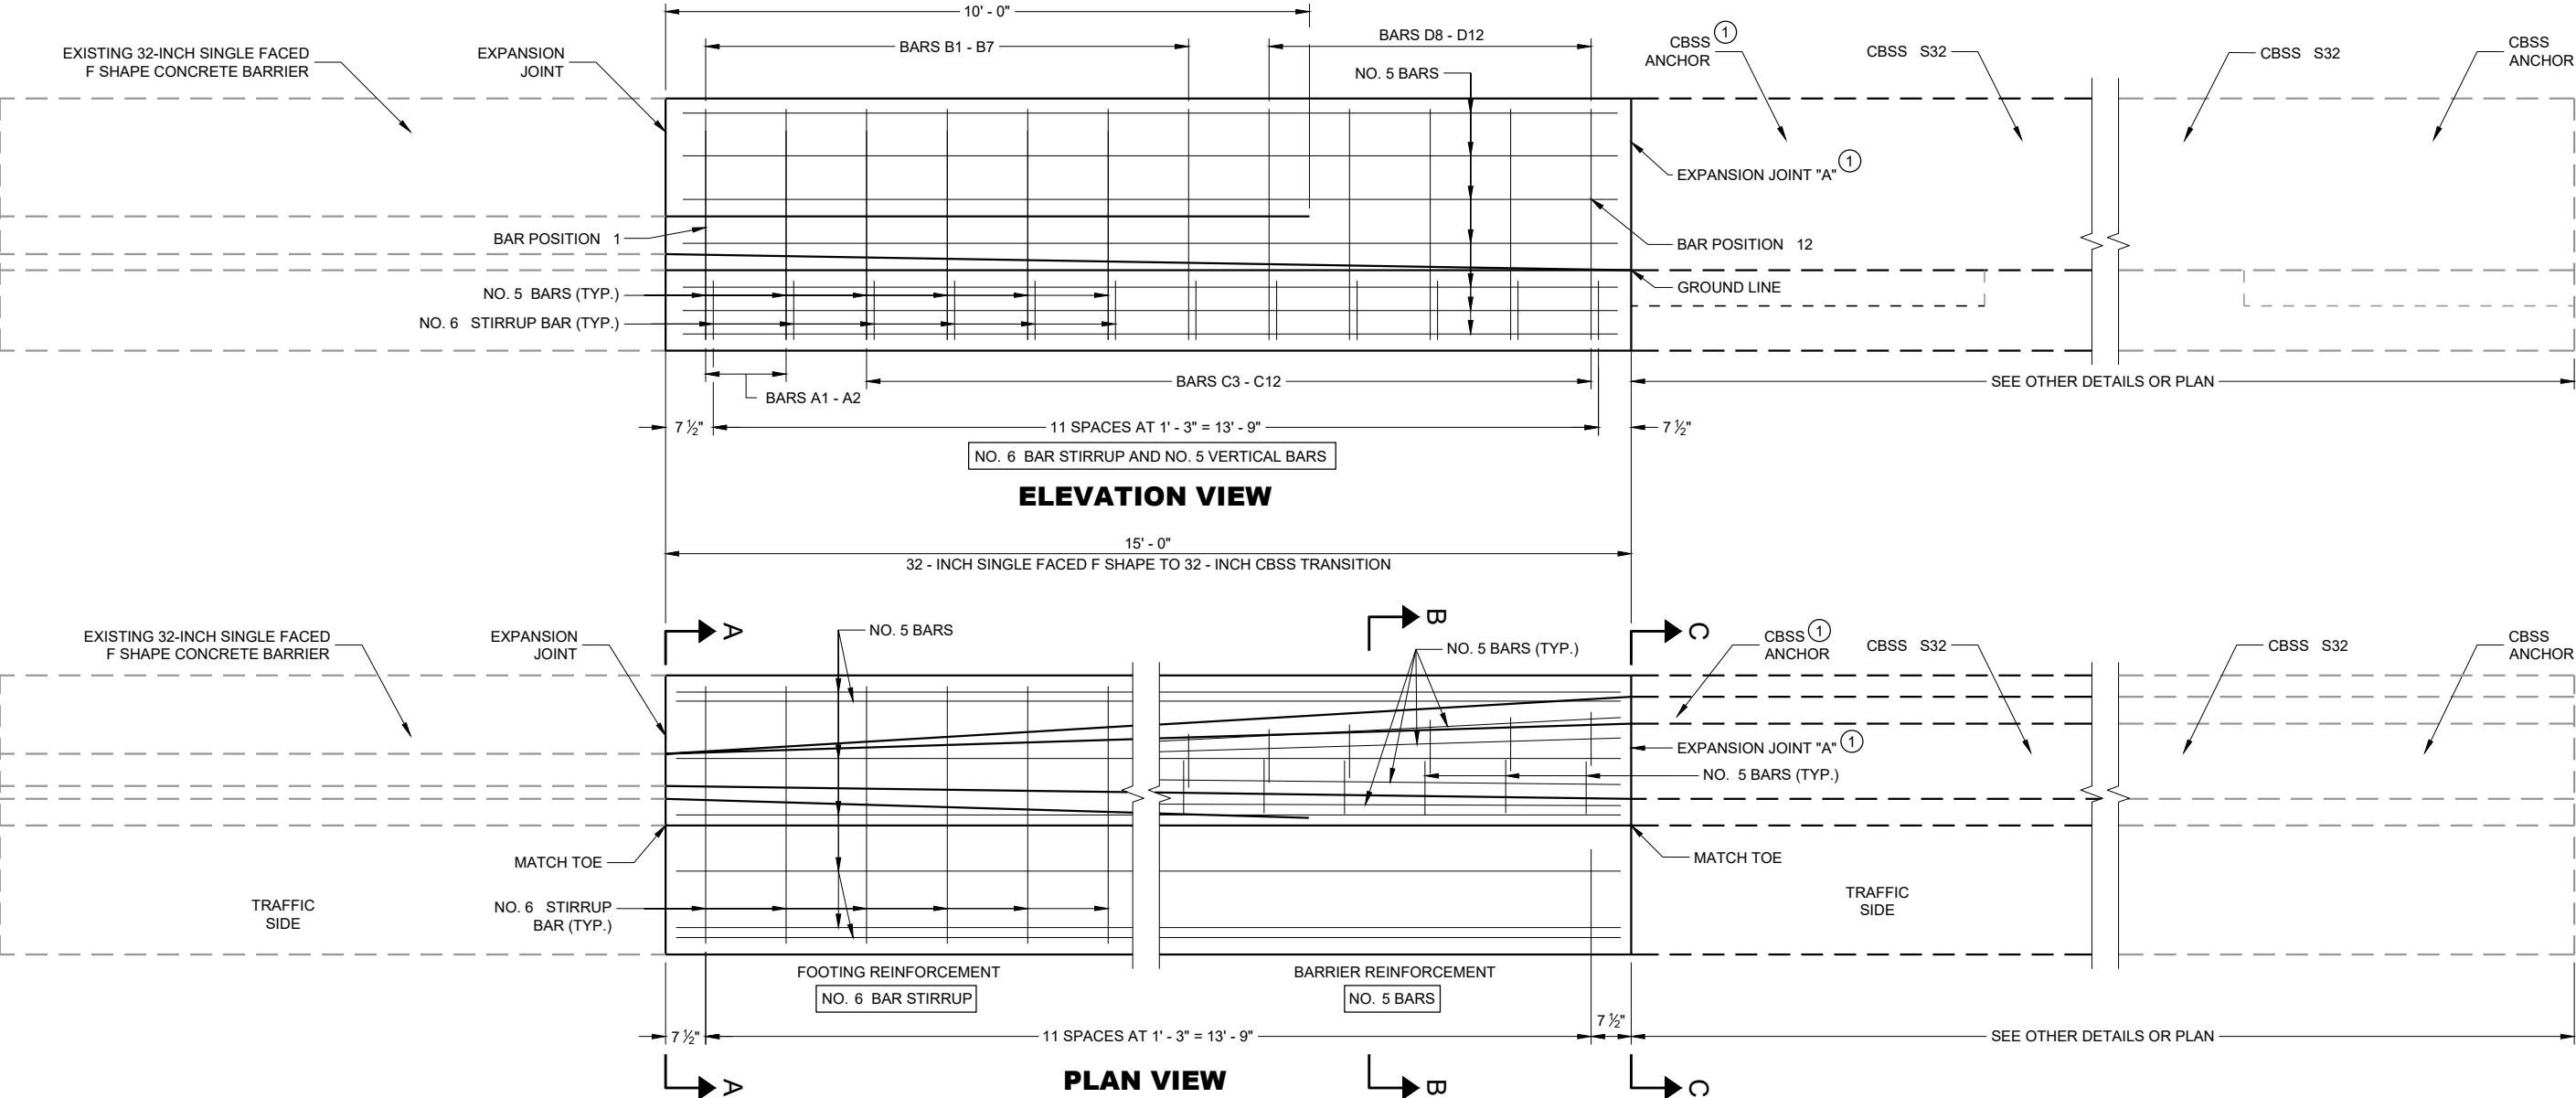 10' - 0"
BARS B1 - B7
BARS D8 - D12
EXISTING 32-INCH SINGLE FACED
F SHAPE CONCRETE BARRIER
EXPANSION
JOINT
NO. 5 BARS
CBSS 1
ANCHOR
CBSS S32
CBSS S32
CBSS
ANCHOR
EXPANSION JOINT "A" 1
BAR POSITION 1
BAR POSITION 12
NO. 5 BARS (TYP.)
GROUND LINE
NO. 6 STIRRUP BAR (TYP.)
BARS C3 - C12
SEE OTHER DETAILS OR PLAN
BARS A1 - A2
7 ½"
11 SPACES AT 1' - 3" = 13' - 9"
7 ½"
NO. 6 BAR STIRRUP AND NO. 5 VERTICAL BARS
ELEVATION VIEW
15' - 0"
32 - INCH SINGLE FACED F SHAPE TO 32 - INCH CBSS TRANSITION
A
B
C
EXISTING 32-INCH SINGLE FACED
F SHAPE CONCRETE BARRIER
EXPANSION
JOINT
NO. 5 BARS
NO. 5 BARS (TYP.)
CBSS 1
ANCHOR
CBSS S32
CBSS S32
CBSS
ANCHOR
EXPANSION JOINT "A" 1
NO. 5 BARS (TYP.)
MATCH TOE
MATCH TOE
TRAFFIC
SIDE
NO. 6 STIRRUP
BAR (TYP.)
TRAFFIC
SIDE
FOOTING REINFORCEMENT
NO. 6 BAR STIRRUP
BARRIER REINFORCEMENT
NO. 5 BARS
7 ½"
11 SPACES AT 1' - 3" = 13' - 9"
7 ½"
SEE OTHER DETAILS OR PLAN
A
PLAN VIEW
B
C